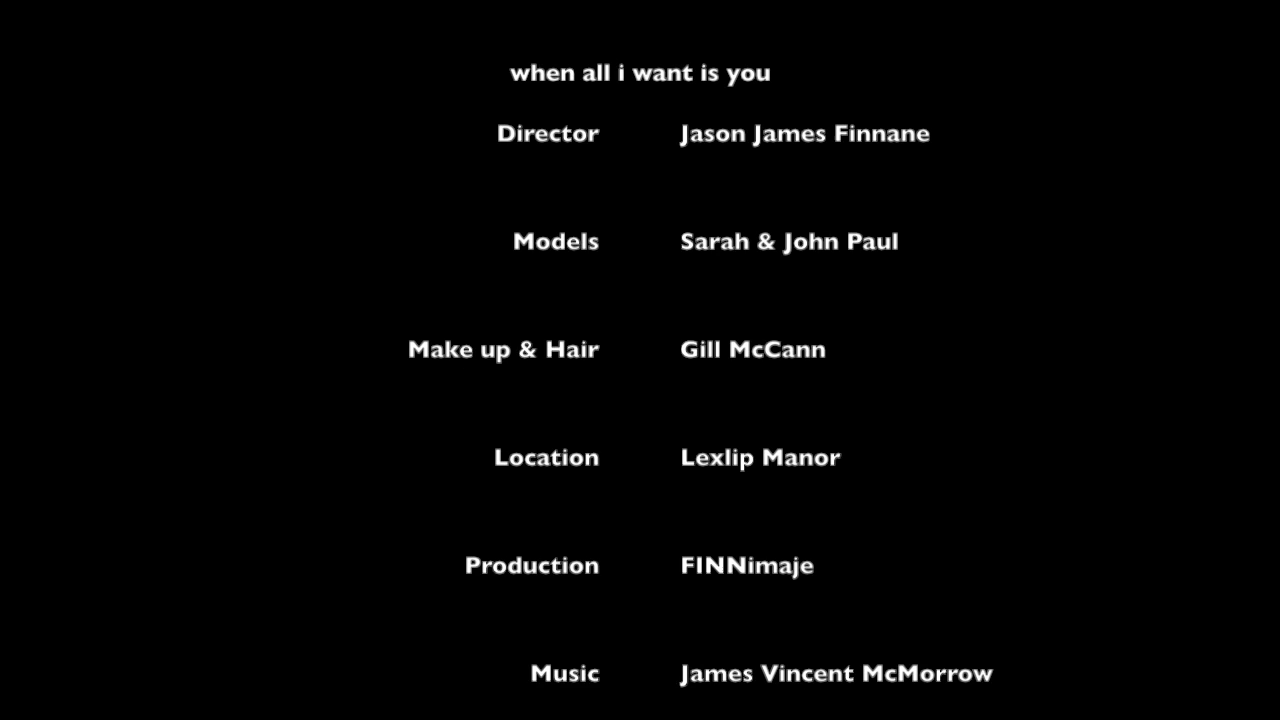 when all i want is you
Director Jason James Finnane
Models Sarah & John Paul
Make up & Hair Gill McCann
Location Lexlip Manor
Production FINNimaje
Music James Vincent McMorrow